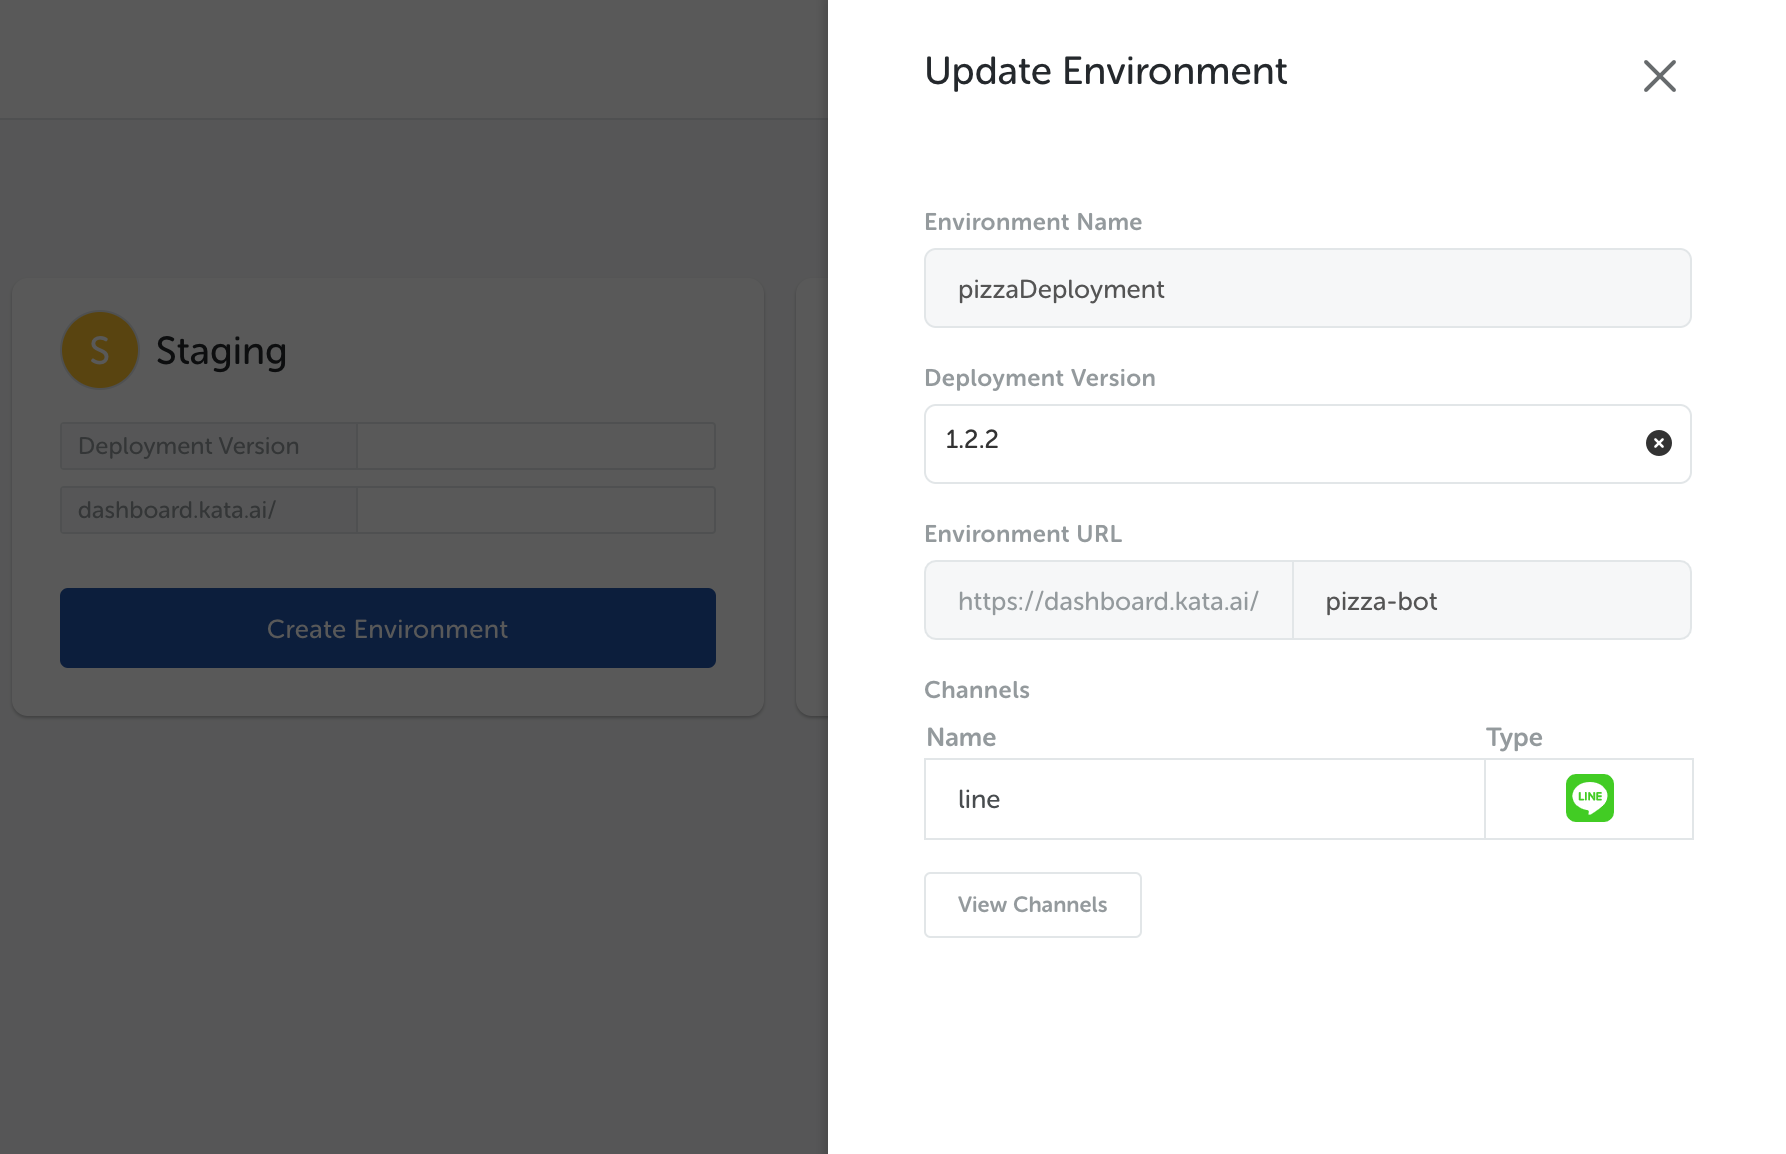 S
Staging
Deployment Version
dashboard.kata.ai/
Create Environment
Update Environment
Environment Name
pizzaDeployment
Deployment Version
1.2.2
Environment URL
https://dashboard.kata.ai/ pizza-bot
Channels
Name Type
line LINE
View Channels